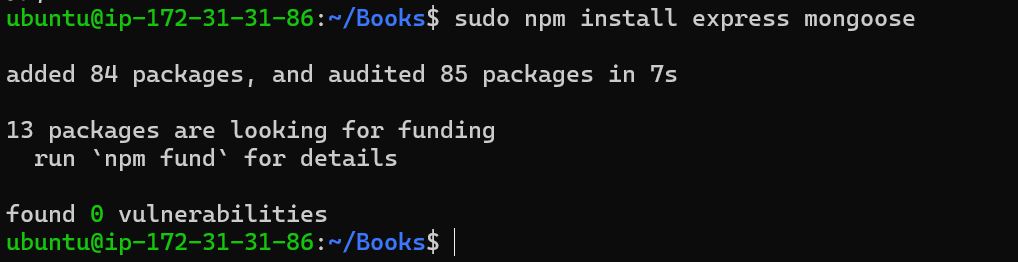 ubuntu@ip-172-31-31-86:~/Books$ sudo npm install express mongoose
added 84 packages, and audited 85 packages in 7s
13 packages are looking for funding
  run `npm fund` for details
found 0 vulnerabilities
ubuntu@ip-172-31-31-86:~/Books$